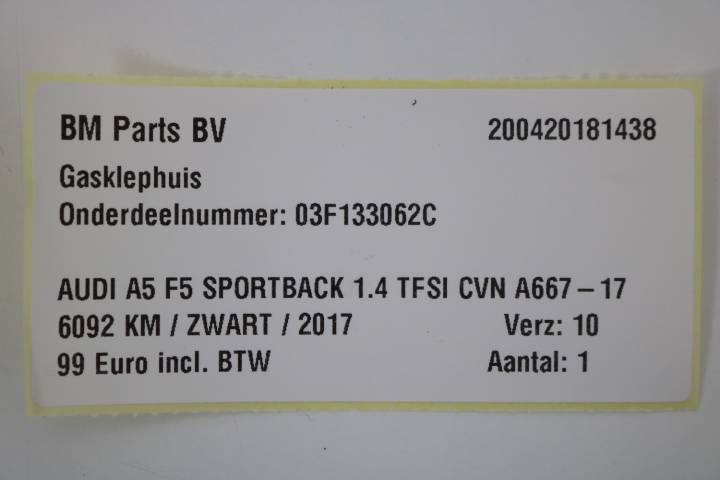 BM Parts BV 200420181438
Gasklephuis
Onderdeelnummer: 03F133062C
AUDI A5 F5 SPORTBACK 1.4 TFSI CVN A667-17
6092 KM / ZWART / 2017 Verz: 10
99 Euro incl. BTW Aantal: 1